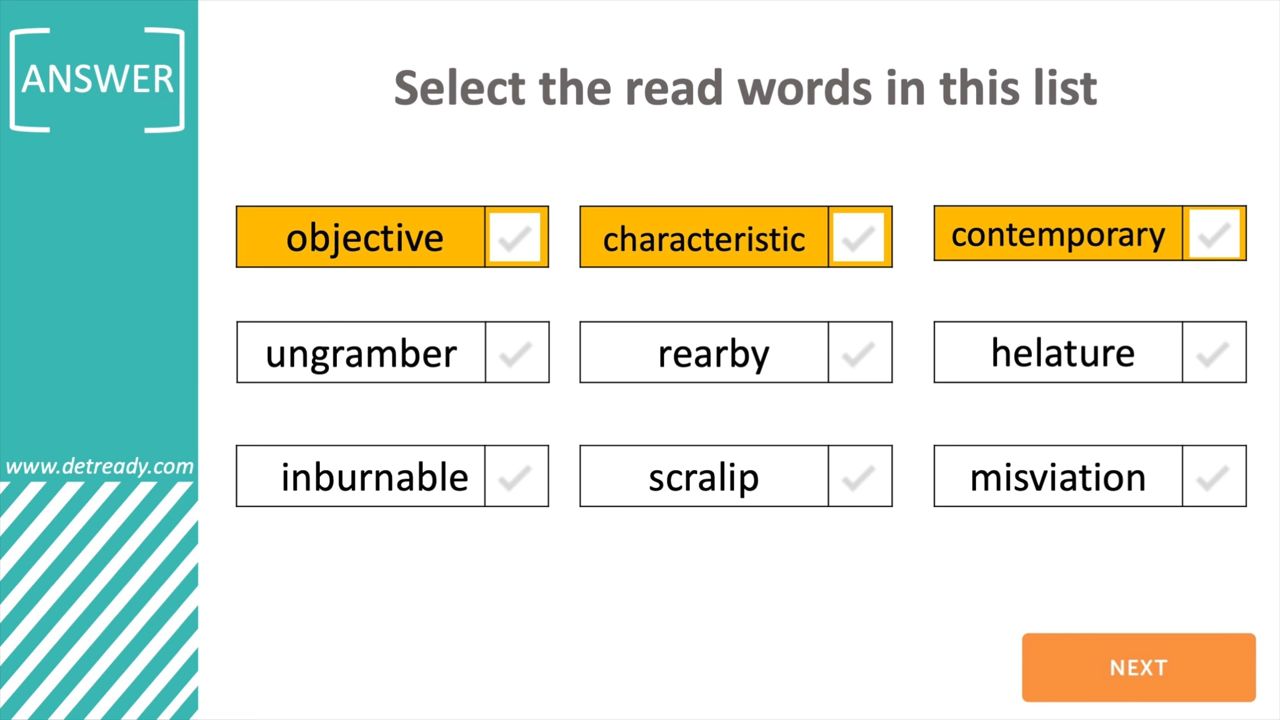 ANSWER
Select the read words in this list
objective
characteristic
contemporary
ungramber
rearby
helature
inburnable
scralip
misviation
www.detready.com
NEXT